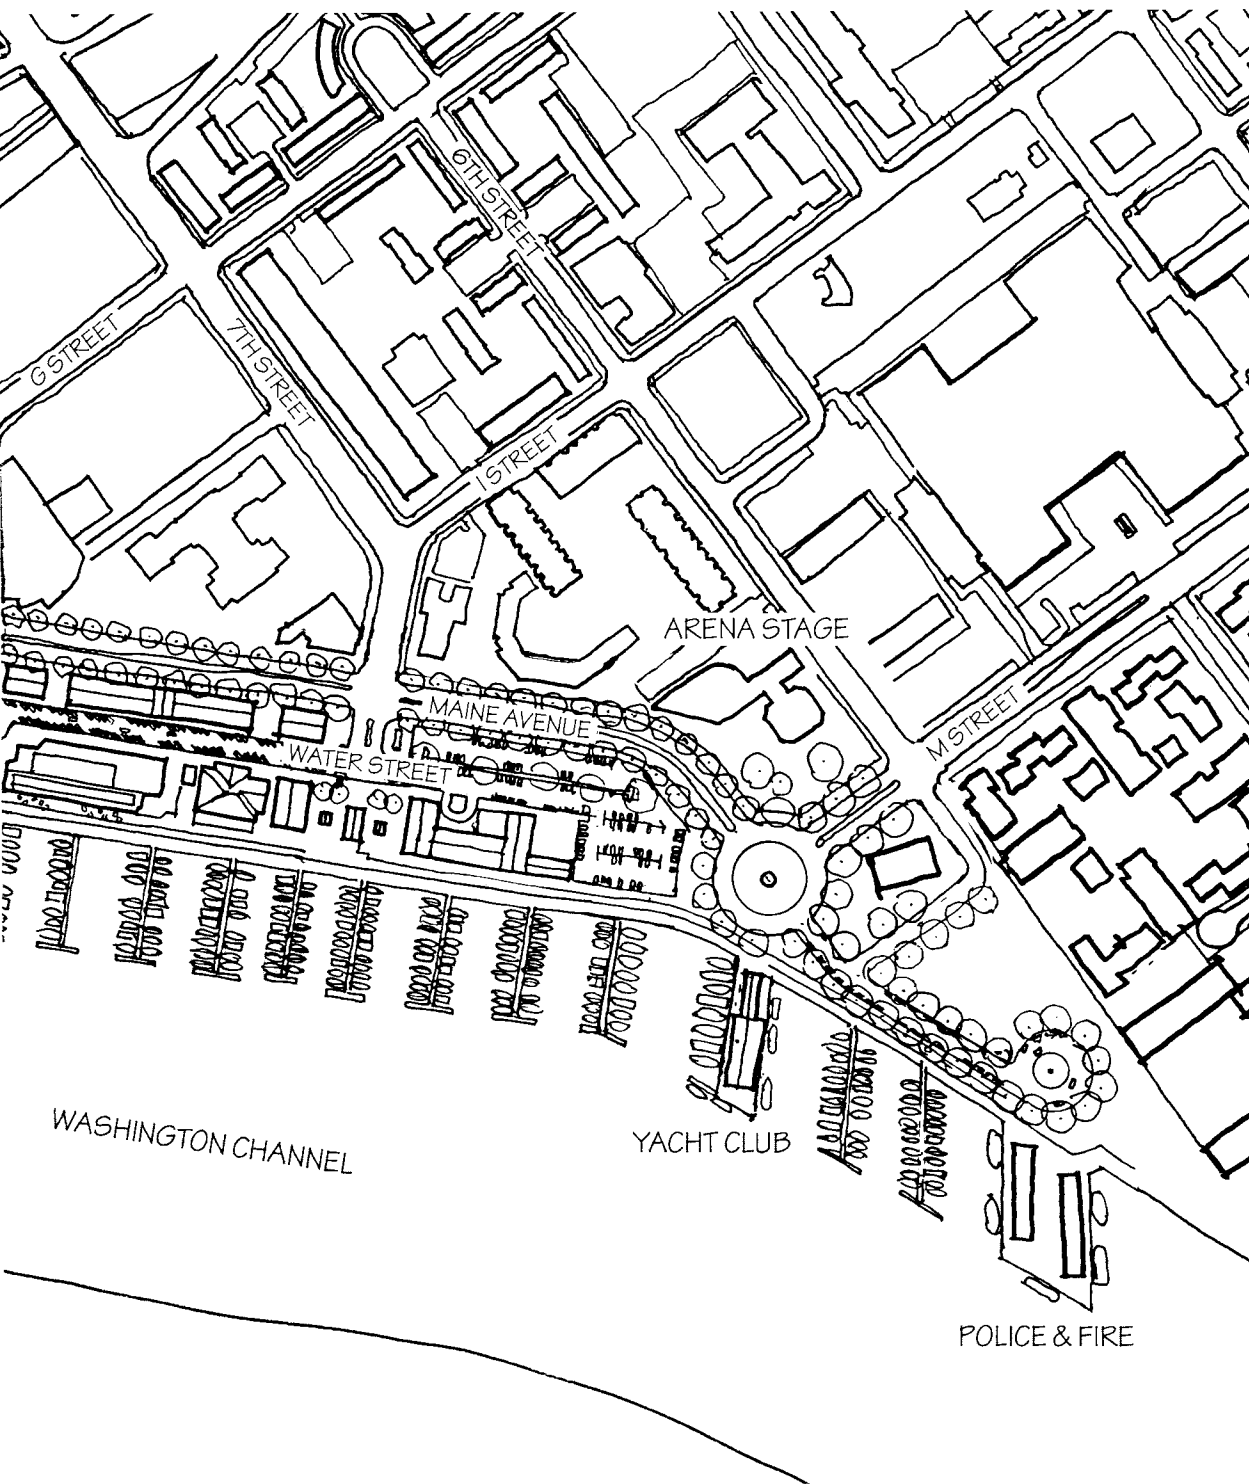 6TH STREET
G STREET
7TH STREET
I STREET
ARENA STAGE
MAINE AVENUE
M STREET
WATER STREET
WASHINGTON CHANNEL
YACHT CLUB
POLICE & FIRE